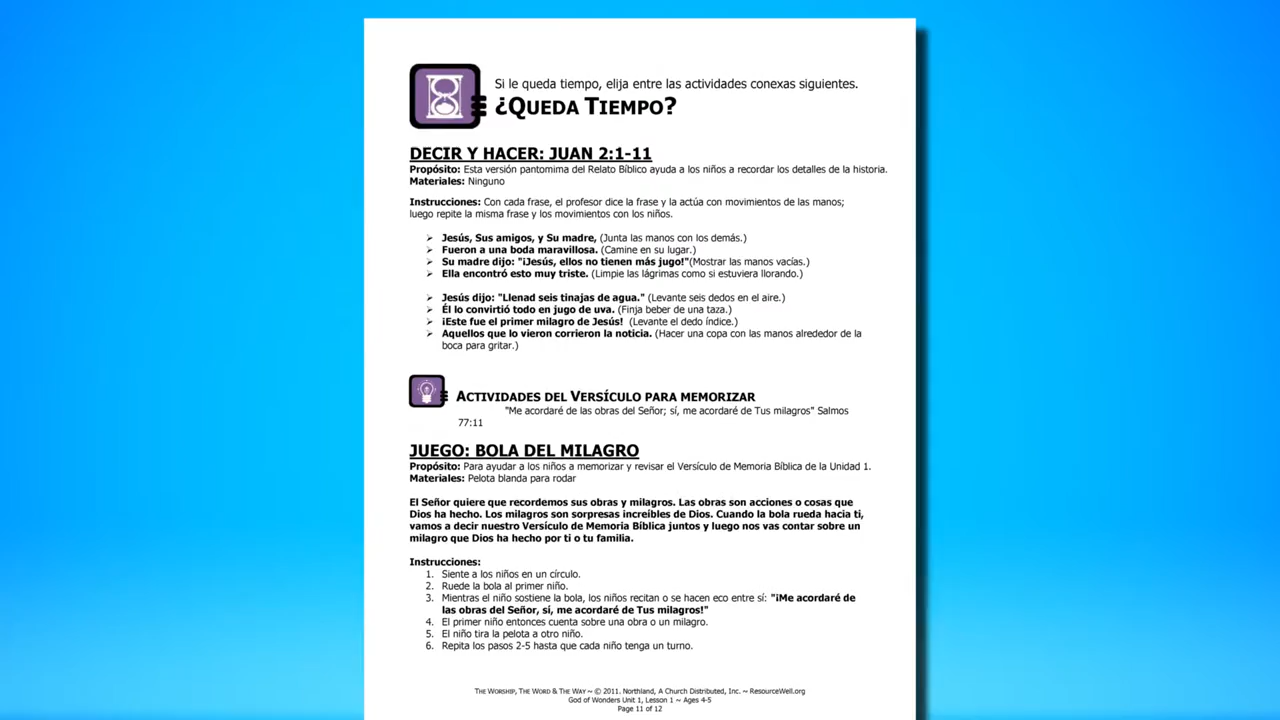 Si le queda tiempo, elija entre las actividades conexas siguientes.
¿QUEDA TIEMPO?
DECIR Y HACER: JUAN 2:1-11
Propósito: Esta versión pantomima del Relato Bíblico ayuda a los niños a recordar los detalles de la historia.
Materiales: Ninguno
Instrucciones: Con cada frase, el profesor dice la frase y la actúa con movimientos de las manos;
luego repite la misma frase y los movimientos con los niños.
➢ Jesús, Sus amigos, y Su madre, (Junta las manos con los demás.)
➢ Fueron a una boda maravillosa. (Camine en su lugar.)
➢ Su madre dijo: "¡Jesús, ellos no tienen más jugo!"(Mostrar las manos vacías.)
➢ Ella encontró esto muy triste. (Limpie las lágrimas como si estuviera llorando.)
➢ Jesús dijo: "Llenad seis tinajas de agua." (Levante seis dedos en el aire.)
➢ Él lo convirtió todo en jugo de uva. (Finja beber de una taza.)
➢ ¡Este fue el primer milagro de Jesús! (Levante el dedo índice.)
➢ Aquellos que lo vieron corrieron la noticia. (Hacer una copa con las manos alrededor de la
boca para gritar.)
ACTIVIDADES DEL VERSÍCULO PARA MEMORIZAR
"Me acordaré de las obras del Señor; sí, me acordaré de Tus milagros" Salmos
77:11
JUEGO: BOLA DEL MILAGRO
Propósito: Para ayudar a los niños a memorizar y revisar el Versículo de Memoria Bíblica de la Unidad 1.
Materiales: Pelota blanda para rodar
El Señor quiere que recordemos sus obras y milagros. Las obras son acciones o cosas que
Dios ha hecho. Los milagros son sorpresas increíbles de Dios. Cuando la bola rueda hacia ti,
vamos a decir nuestro Versículo de Memoria Bíblica juntos y luego nos vas contar sobre un
milagro que Dios ha hecho por ti o tu familia.
Instrucciones:
1. Siente a los niños en un círculo.
2. Ruede la bola al primer niño.
3. Mientras el niño sostiene la bola, los niños recitan o se hacen eco entre sí: "¡Me acordaré de
las obras del Señor, sí, me acordaré de Tus milagros!"
4. El primer niño entonces cuenta sobre una obra o un milagro.
5. El niño tira la pelota a otro niño.
6. Repita los pasos 2-5 hasta que cada niño tenga un turno.
THE WORSHIP, THE WORD & THE WAY ~ © 2011. Northland, A Church Distributed, Inc. ~ ResourceWell.org
God of Wonders Unit 1, Lesson 1 ~ Ages 4-5
Page 11 of 12